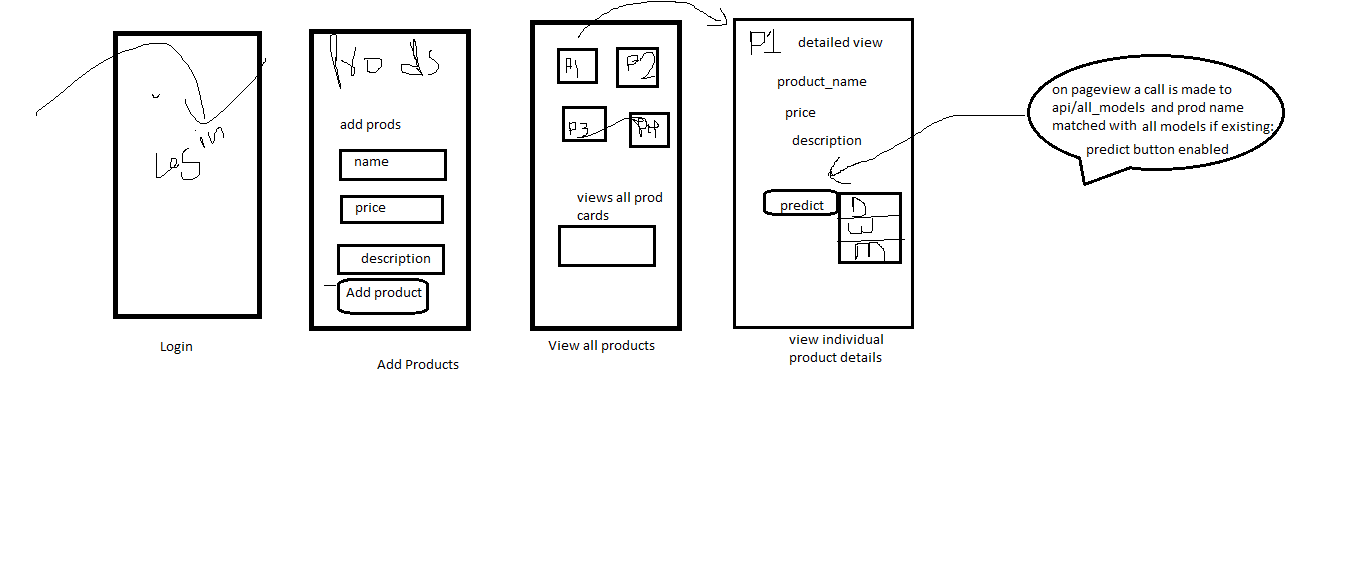 Login
Login
Prods
add prods
name
price
description
Add product
Add Products
P1
P2
P3
P4
views all prod
cards
View all products
P1
detailed view
product_name
price
description
predict
D
W
M
view individual
product details
on pageview a call is made to
api/all_models and prod name
matched with all models if existing:
predict button enabled